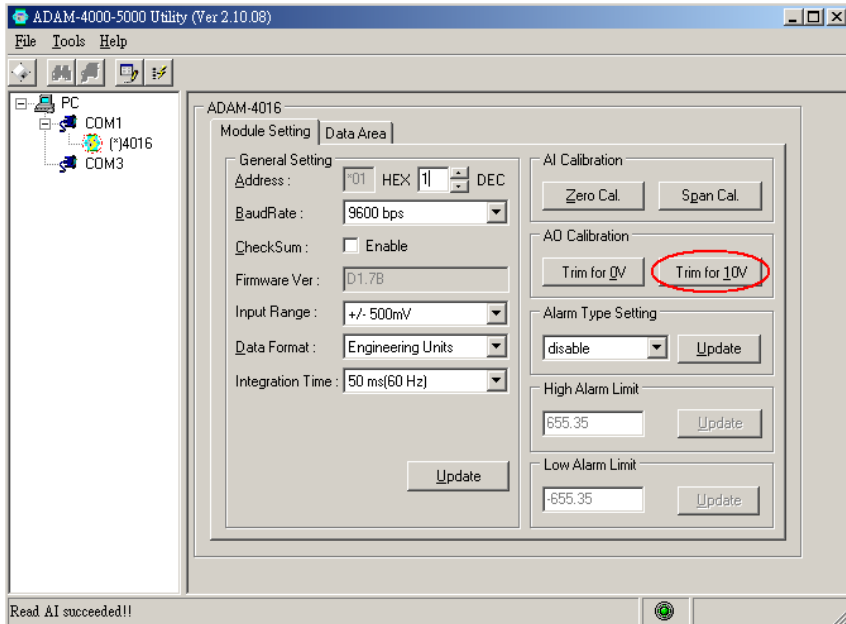 ADAM-4000-5000 Utility (Ver 2.10.08)
File Tools Help
PC
COM1
(*)4016
COM3
ADAM-4016
Module Setting
Data Area
General Setting
Address : *01 HEX 1 DEC
BaudRate : 9600 bps
CheckSum : Enable
Firmware Ver : D1.7B
Input Range : +/- 500mV
Data Format : Engineering Units
Integration Time : 50 ms(60 Hz)
Update
AI Calibration
Zero Cal. Span Cal.
AO Calibration
Trim for 0V Trim for 10V
Alarm Type Setting
disable Update
High Alarm Limit
655.35 Update
Low Alarm Limit
-655.35 Update
Read AI succeeded!!